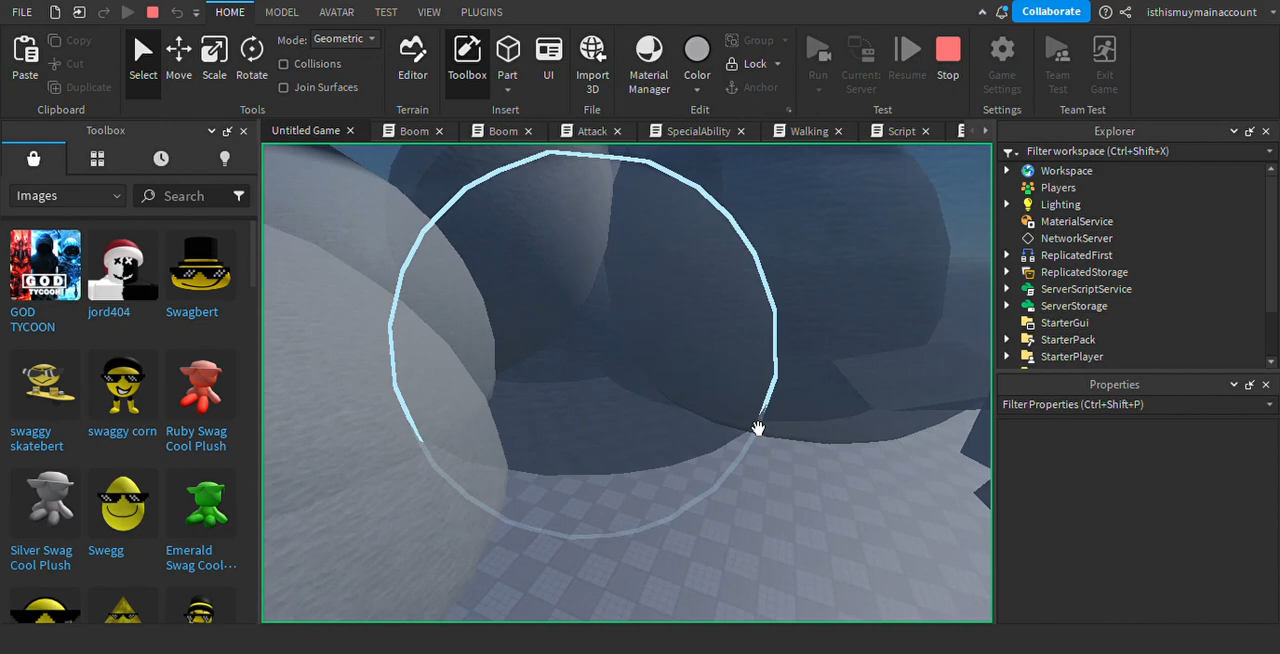 FILE HOME MODEL AVATAR TEST VIEW PLUGINS Collaborate isthismuymainaccount
Paste Copy Cut Duplicate Clipboard
Select Move Scale Rotate Mode: Geometric Collisions Join Surfaces Tools
Editor Terrain
Toolbox Part UI Insert
Import 3D File
Material Manager Color Group Lock Anchor Edit
Run Current: Server Resume Stop Test
Game Settings Settings
Team Test Exit Game Team Test
Toolbox
Images Search
GOD TYCOON
GOD TYCOON
jord404
Swagbert
swaggy skatebert
swaggy corn
Ruby Swag Cool Plush
Silver Swag Cool Plush
Swegg
Emerald Swag Cool···
Untitled Game Boom Boom Attack SpecialAbility Walking Script
Explorer
Filter workspace (Ctrl+Shift+X)
Workspace
Players
Lighting
MaterialService
NetworkServer
ReplicatedFirst
ReplicatedStorage
ServerScriptService
ServerStorage
StarterGui
StarterPack
StarterPlayer
Properties
Filter Properties (Ctrl+Shift+P)